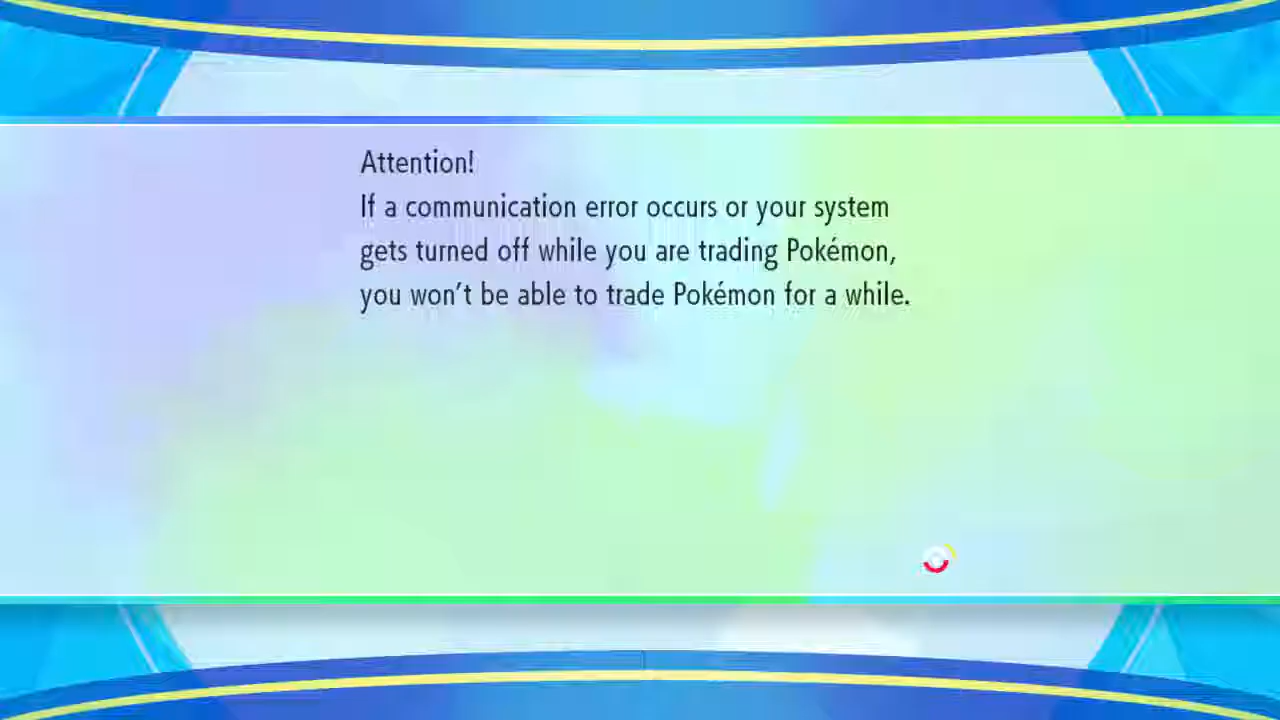 Attention!
If a communication error occurs or your system
gets turned off while you are trading Pokémon,
you won’t be able to trade Pokémon for a while.